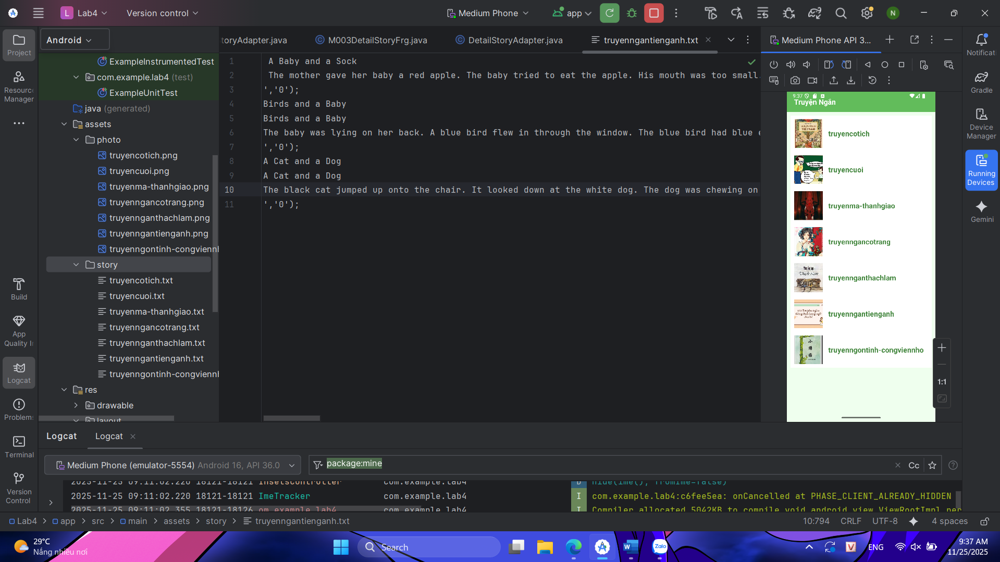 L Lab4 Version control Medium Phone app N
Project
Resource Manager
Build
App Quality
Logcat
Problems
Terminal
Version Control
Android
ExampleInstrumentedTest
com.example.lab4 (test)
ExampleUnitTest
java (generated)
assets
photo
truyencotich.png
truyencuoi.png
truyenma-thanhgiao.png
truyenngancotrang.png
truyennganthachlam.png
truyenngantienganh.png
truyenngontinh-congviennl
story
truyencotich.txt
truyencuoi.txt
truyenma-thanhgiao.txt
truyenngancotrang.txt
truyennganthachlam.txt
truyenngantienganh.txt
truyenngontinh-congviennl
res
drawable
layout
toryAdapter.java M003DetailStoryFrg.java DetailStoryAdapter.java truyenngantienganh.txt
1 A Baby and a Sock
2 The mother gave her baby a red apple. The baby tried to eat the apple. His mouth was too small.
3 ','0');
4 Birds and a Baby
5 Birds and a Baby
6 The baby was lying on her back. A blue bird flew in through the window. The blue bird had blue e
7 ','0');
8 A Cat and a Dog
9 A Cat and a Dog
10 The black cat jumped up onto the chair. It looked down at the white dog. The dog was chewing on
11 ','0');
Medium Phone API 3...
9:37
Truyện Ngắn
truyencotich
truyencuoi
truyenma-thanhgiao
truyenngancotrang
truyennganthachlam
truyenngantienganh
truyenngontinh-congviennho
1:1
Notificati
Gradle
Device Manager
Running Devices
Gemini
Logcat Logcat
Medium Phone (emulator-5554) Android 16, API 36.0 package:mine Cc
2025-11-25 09:11:02.220 18121-18121 InsetsController com.example.lab4 D hide(ime(), fromIme=false)
2025-11-25 09:11:02.220 18121-18121 ImeTracker com.example.lab4 I com.example.lab4:c6fee5ea: onCancelled at PHASE_CLIENT_ALREADY_HIDDEN
2025-11-25 09:11:02.355 18121-18126 om.example.lab4 com.example.lab4 I Compiler allocated 5042KB to compile void android.view.ViewRootImpl.per
Lab4 > app > src > main > assets > story > truyenngantienganh.txt 10:794 CRLF UTF-8 4 spaces
29°C
Nắng nhiều nơi
Search
Zalo
ENG
9:37 AM
11/25/2025